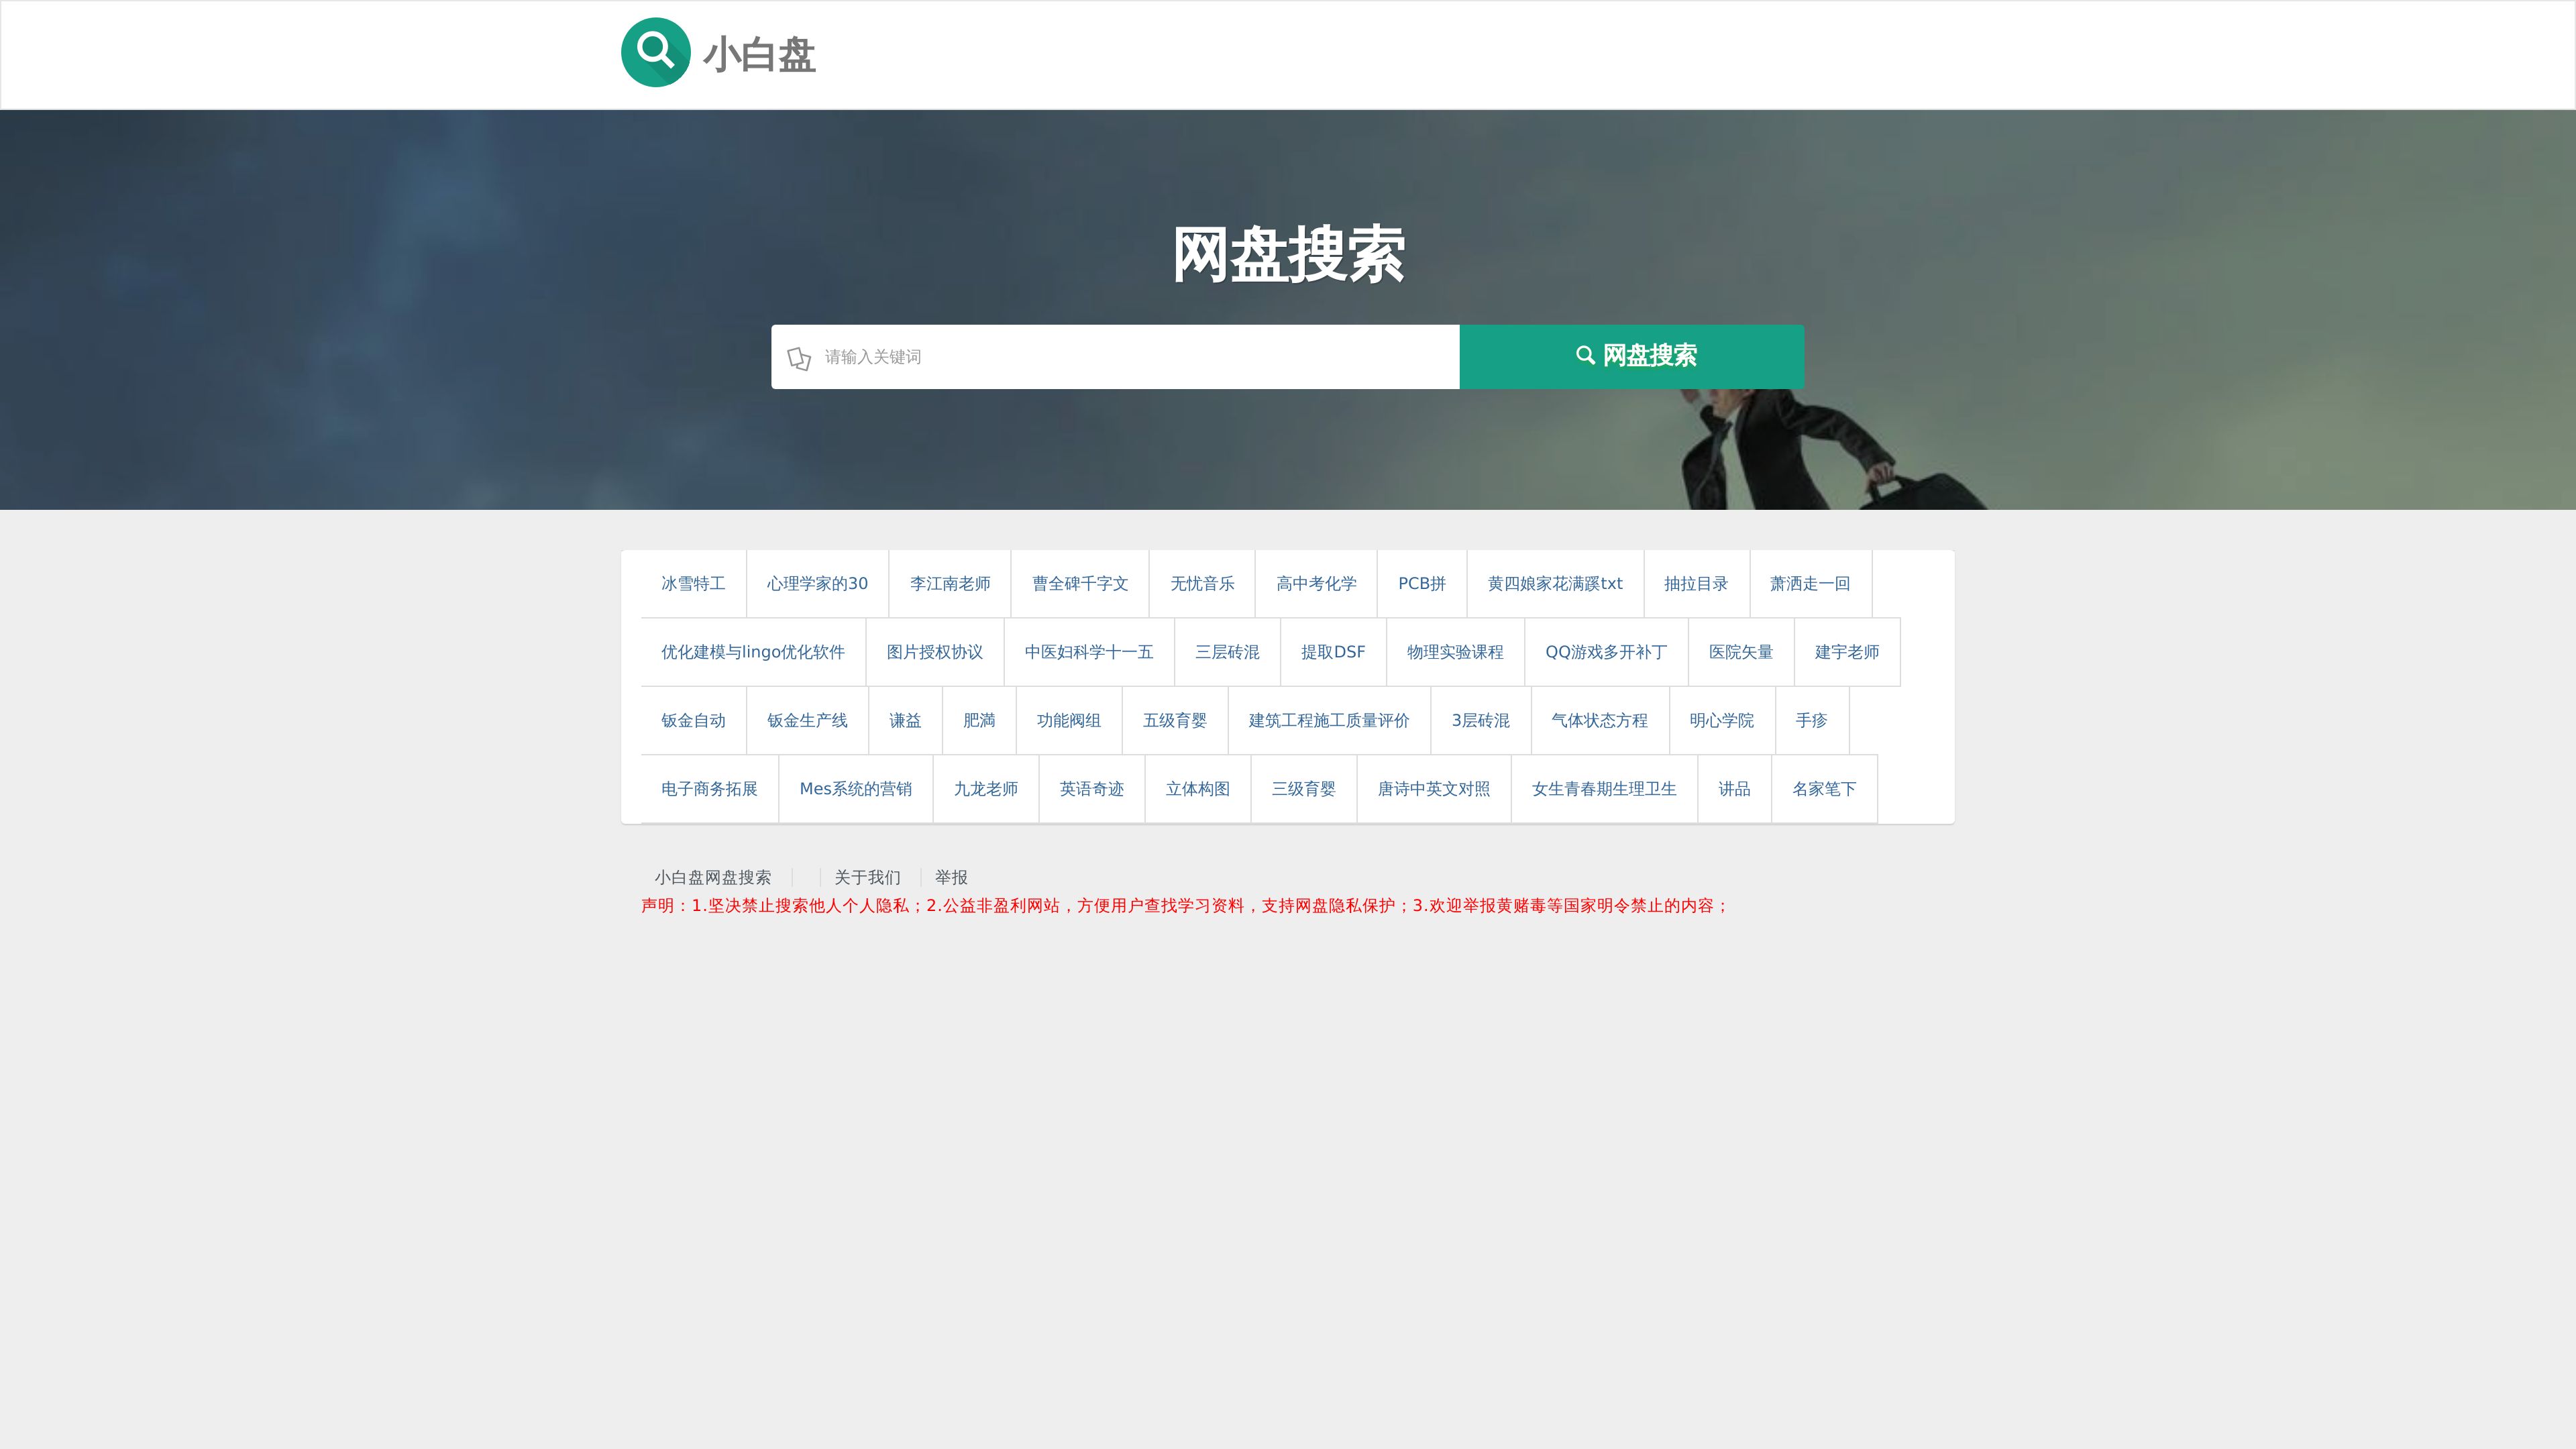 小白盘
网盘搜索
请输入关键词 网盘搜索
冰雪特工 心理学家的30 李江南老师 曹全碑千字文 无忧音乐 高中考化学 PCB拼 黄四娘家花满蹊txt 抽拉目录 萧洒走一回
优化建模与lingo优化软件 图片授权协议 中医妇科学十一五 三层砖混 提取DSF 物理实验课程 QQ游戏多开补丁 医院矢量 建宇老师
钣金自动 钣金生产线 谦益 肥満 功能阀组 五级育婴 建筑工程施工质量评价 3层砖混 气体状态方程 明心学院 手疹
电子商务拓展 Mes系统的营销 九龙老师 英语奇迹 立体构图 三级育婴 唐诗中英文对照 女生青春期生理卫生 讲品 名家笔下
小白盘网盘搜索 关于我们 举报
声明：1.坚决禁止搜索他人个人隐私；2.公益非盈利网站，方便用户查找学习资料，支持网盘隐私保护；3.欢迎举报黄赌毒等国家明令禁止的内容；